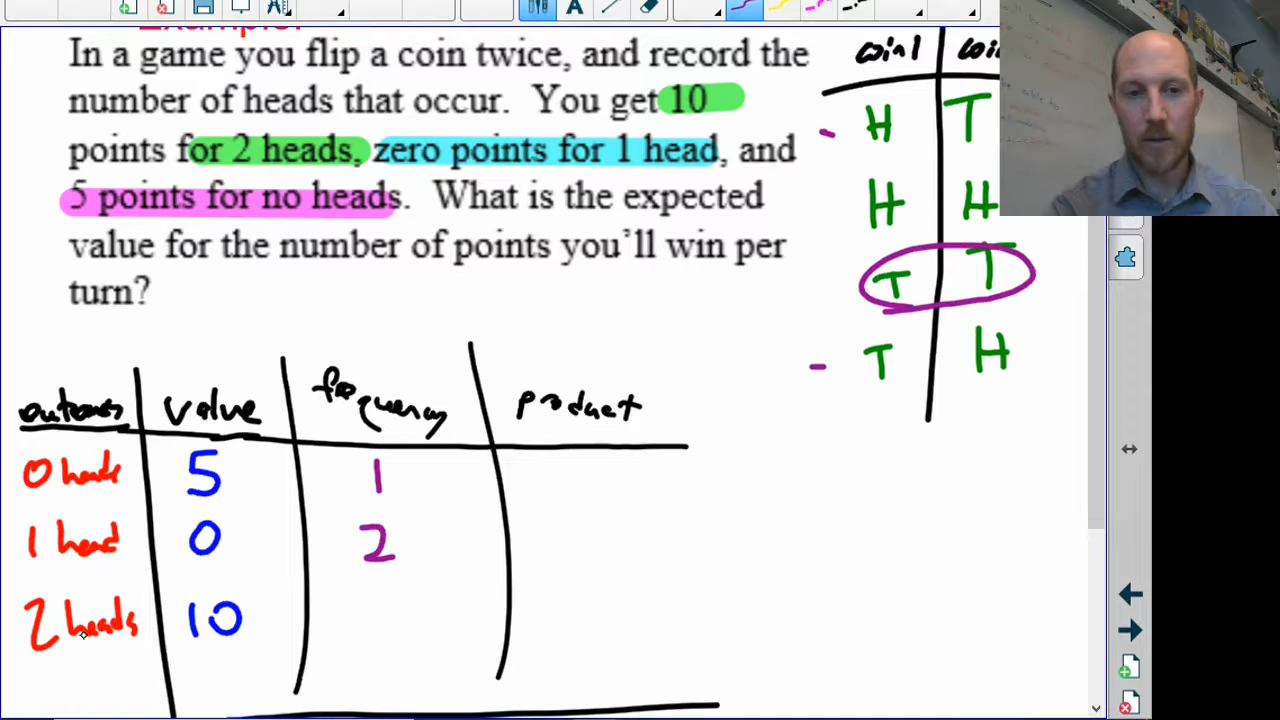 Example:
In a game you flip a coin twice, and record the
number of heads that occur. You get 10
points for 2 heads, zero points for 1 head, and
5 points for no heads. What is the expected
value for the number of points you'll win per
turn?
coin1
H T
H H
T T
T H
outcomes value frequency product
0 heads 5 1
1 head 0 2
2 heads 10